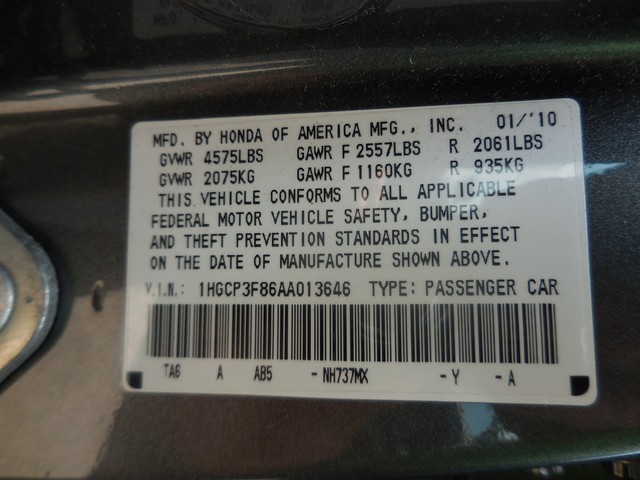 MFD. BY HONDA OF AMERICA MFG., INC. 01/'10
GVWR 4575LBS GAWR F 2557LBS R 2061LBS
GVWR 2075KG GAWR F 1160KG R 935KG
THIS VEHICLE CONFORMS TO ALL APPLICABLE
FEDERAL MOTOR VEHICLE SAFETY, BUMPER,
AND THEFT PREVENTION STANDARDS IN EFFECT
ON THE DATE OF MANUFACTURE SHOWN ABOVE.
V.I.N.: 1HGCP3F86AA013646 TYPE: PASSENGER CAR
TA6 A AB5 - NH737MX - Y - A